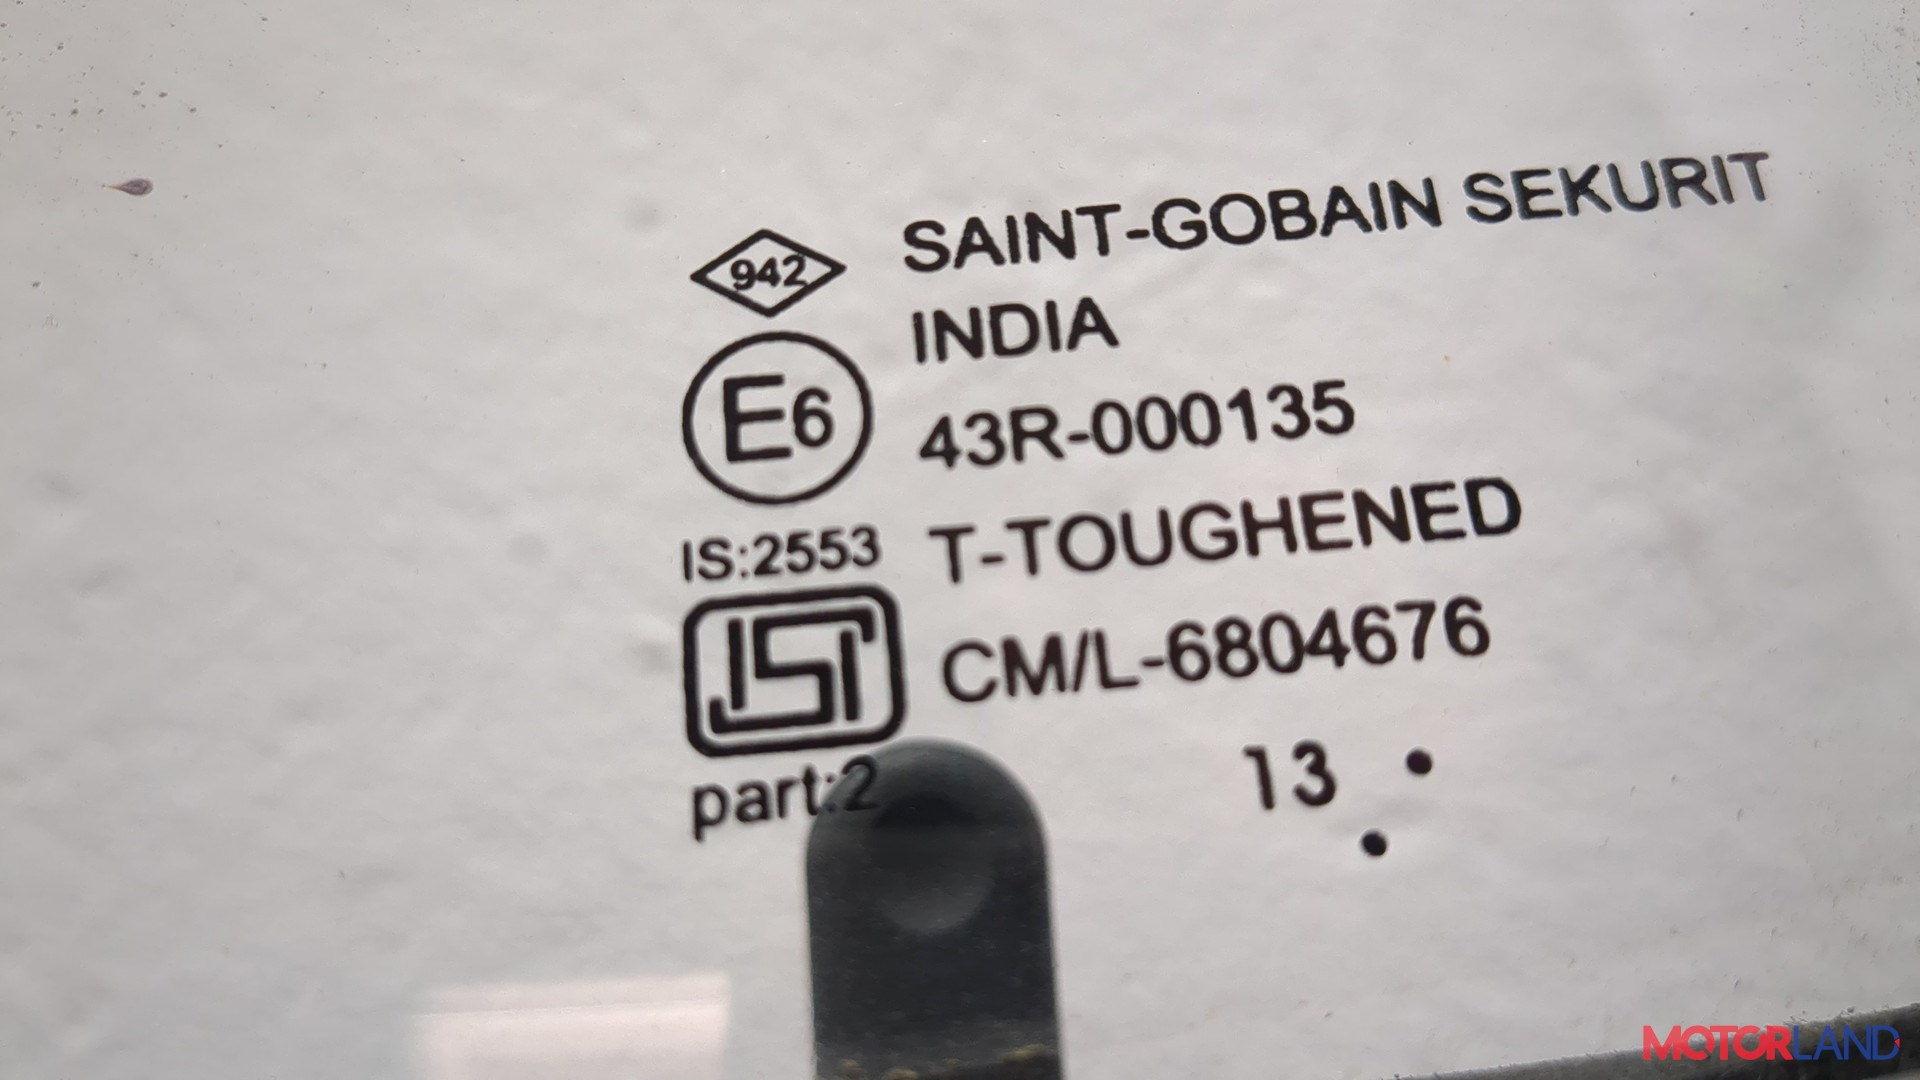 942
SAINT-GOBAIN SEKURIT
INDIA
E6
43R-000135
IS:2553
T-TOUGHENED
ISI
CM/L-6804676
part:2
13
MOTORLAND